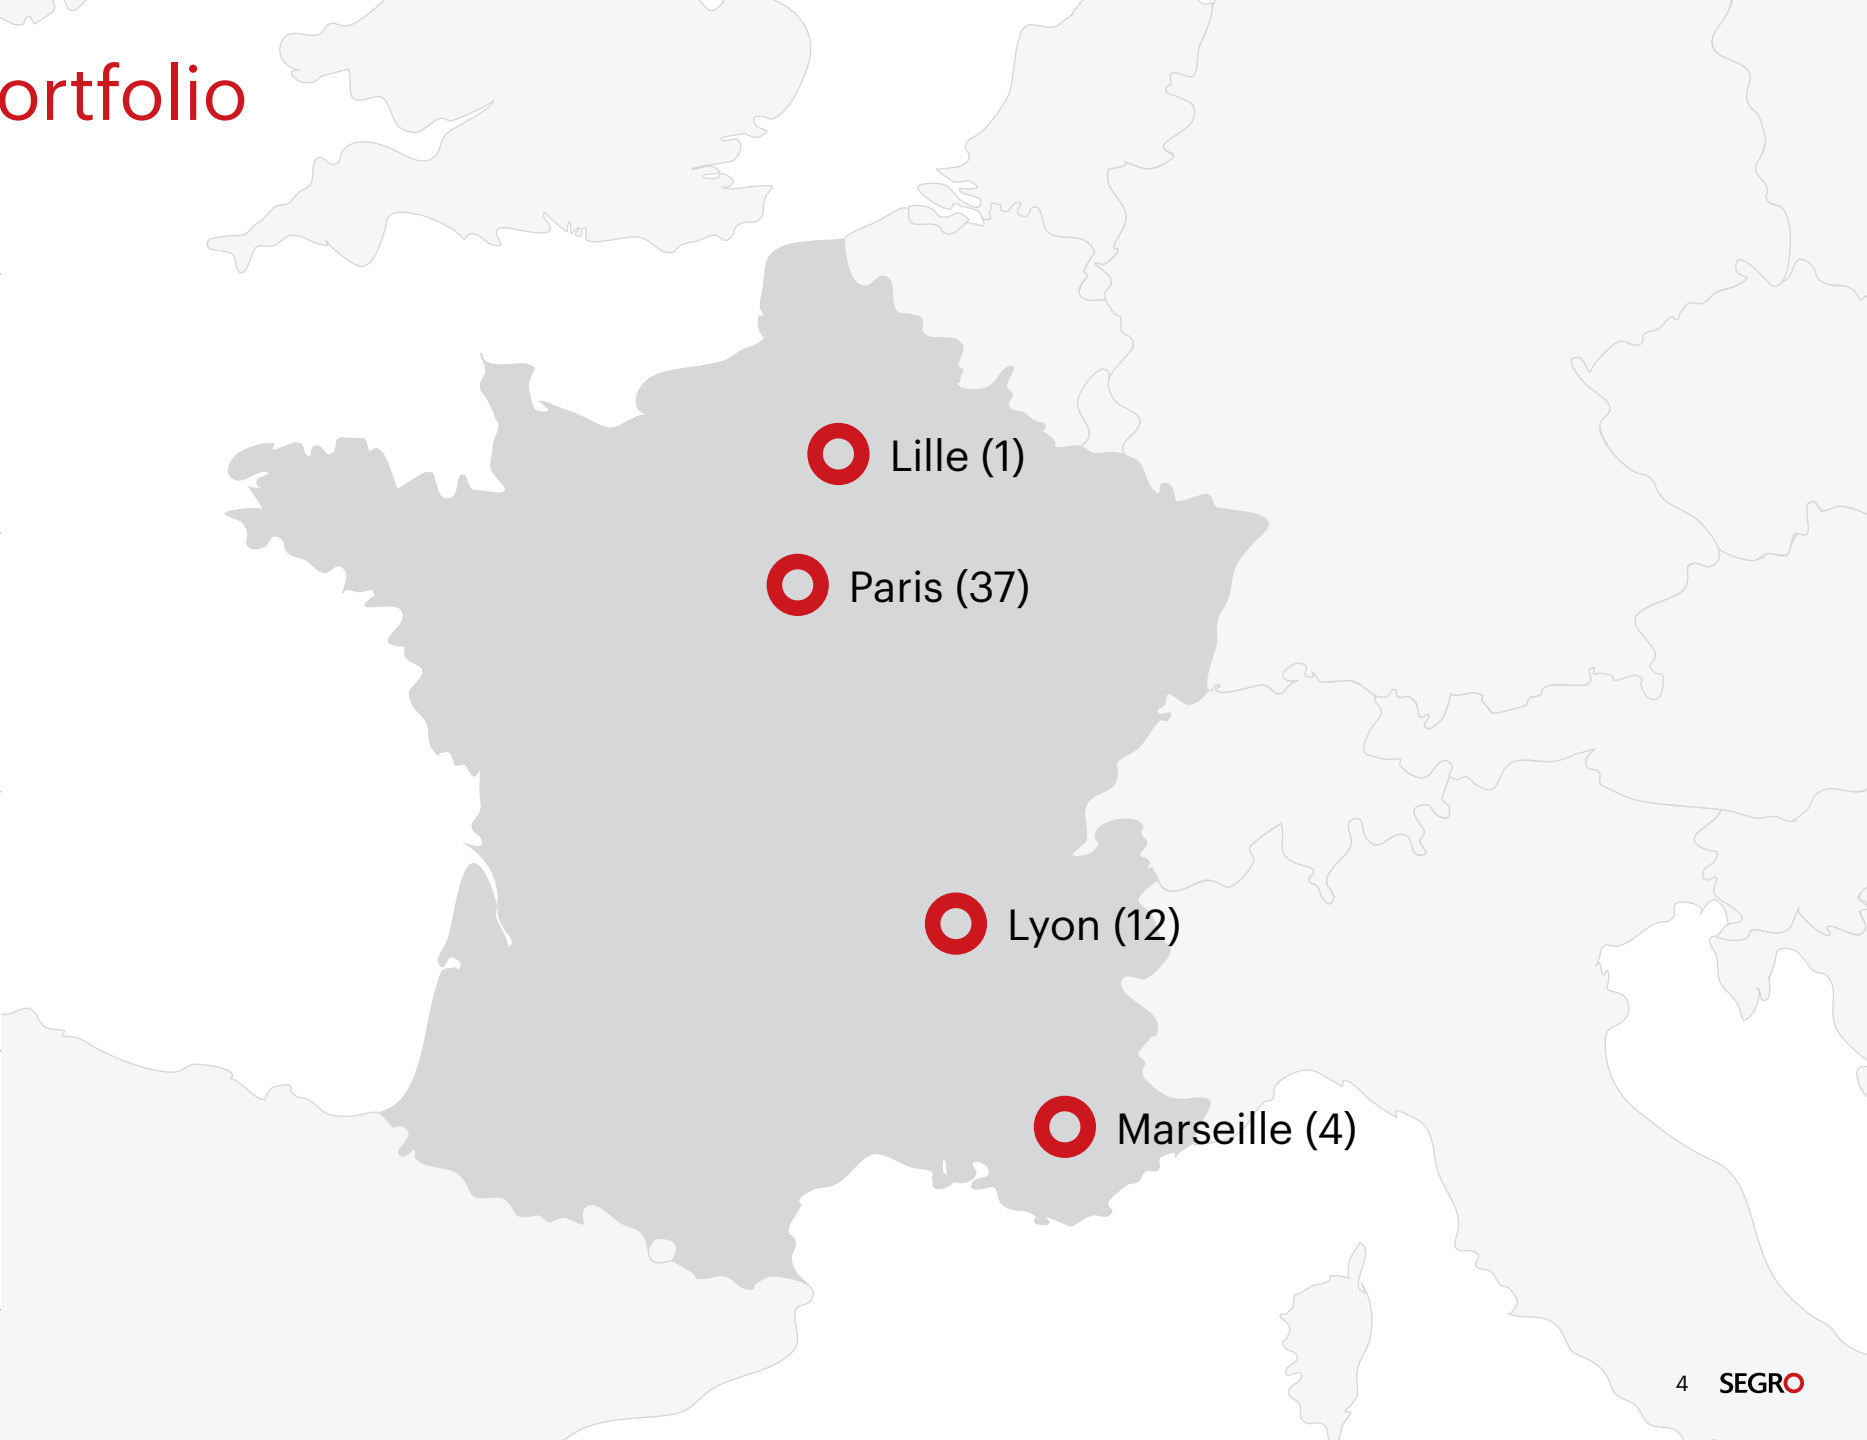 ortfolio
Lille (1)
Paris (37)
Lyon (12)
Marseille (4)
4 SEGRO